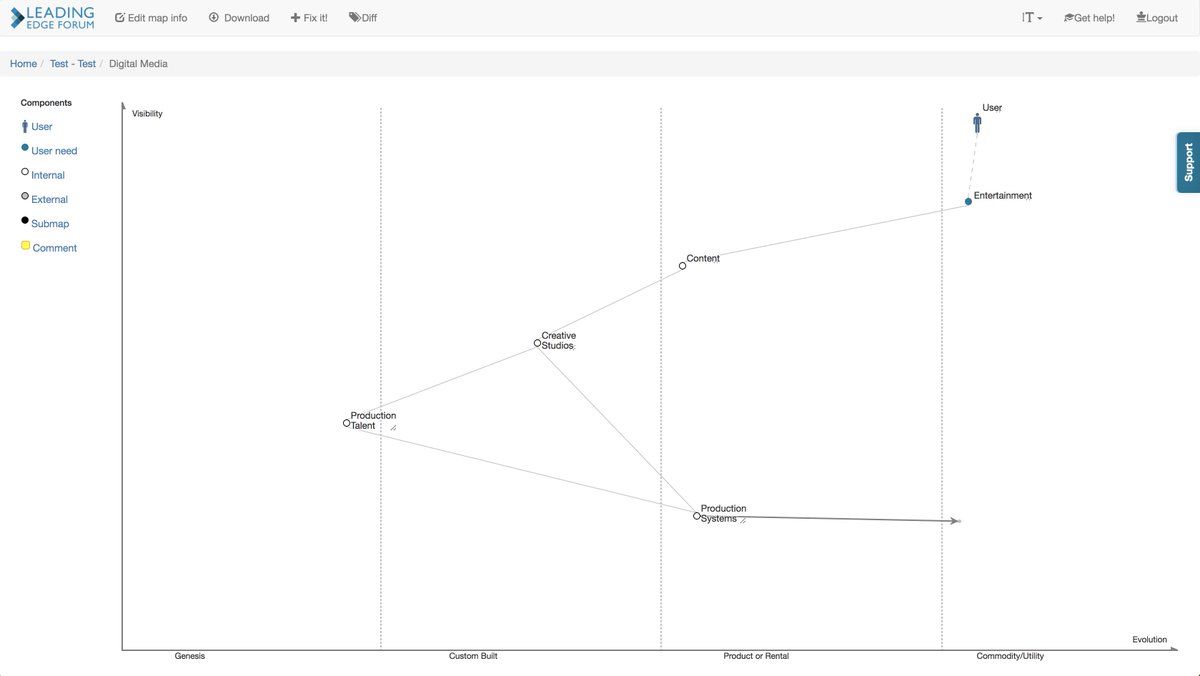 LEADING
EDGE FORUM
Edit map info
Download
Fix it!
Diff
IT
Get help!
Logout
Home / Test - Test / Digital Media
Components
User
User need
Internal
External
Submap
Comment
Visibility
User
Entertainment
Content
Creative
Studios
Production
Talent
Production
Systems
Evolution
Genesis
Custom Built
Product or Rental
Commodity/Utility
Support